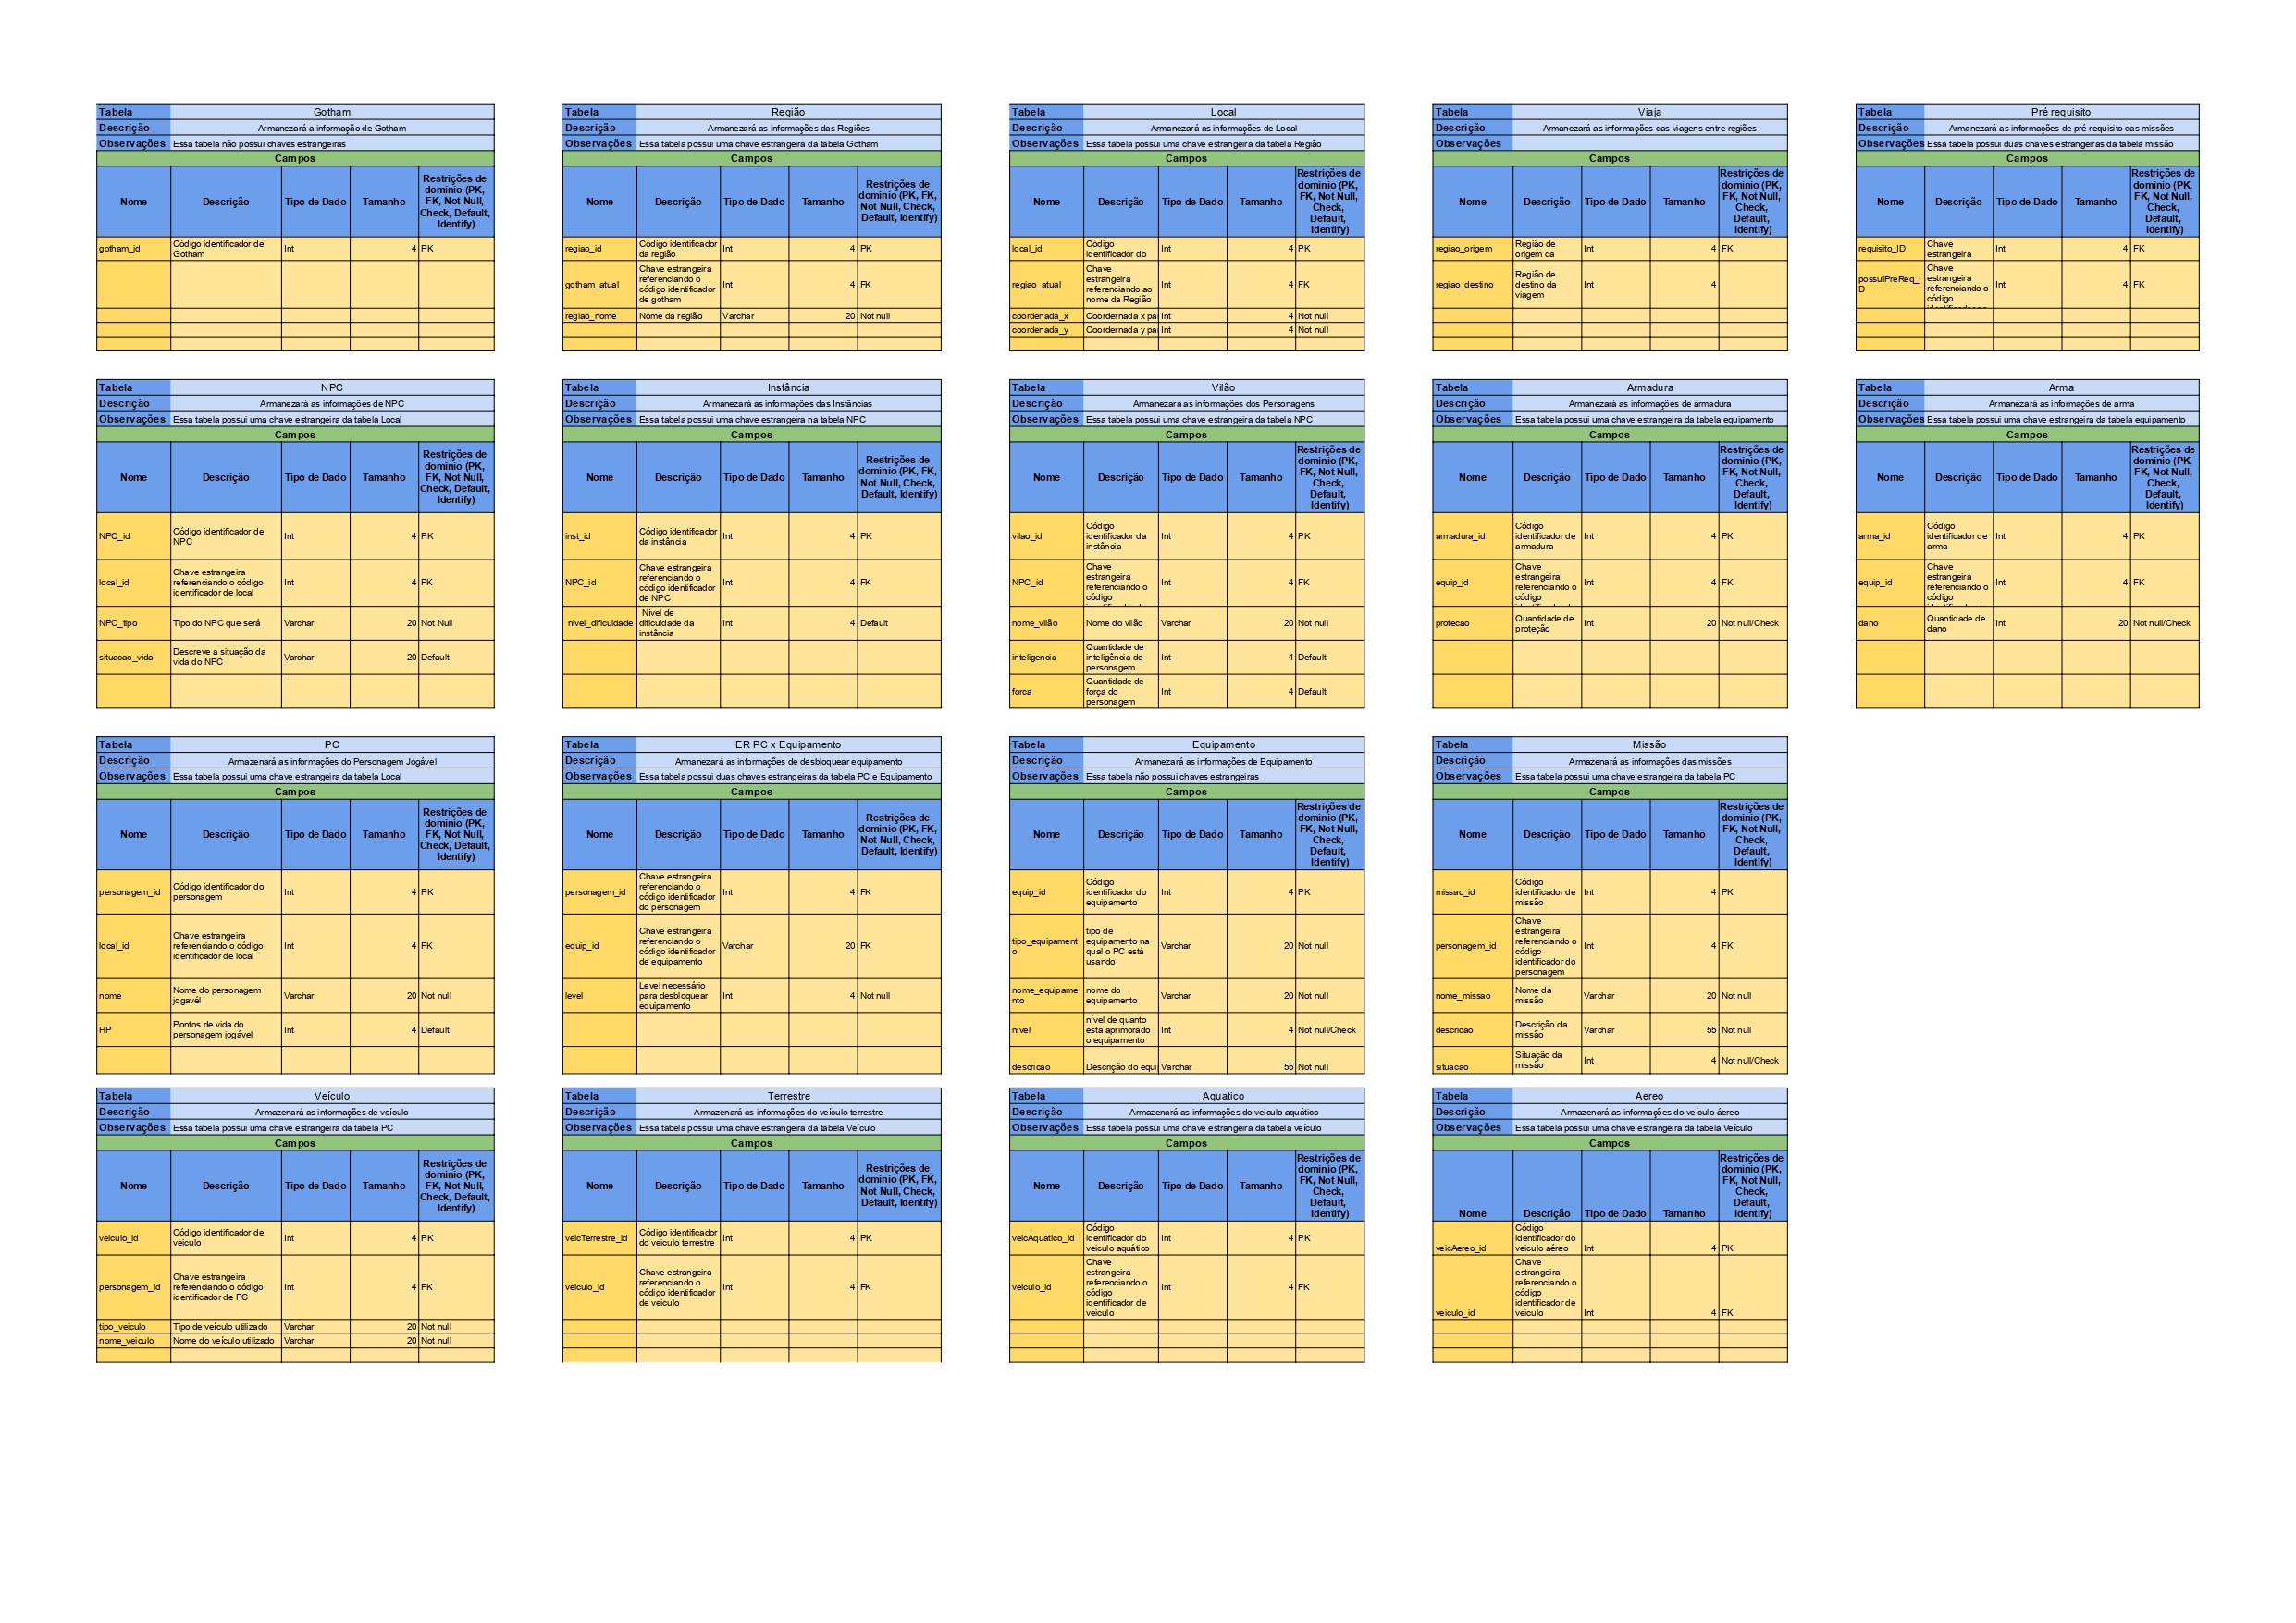 Tabela Gotham
Descrição Armanezará a informação de Gotham
Observações Essa tabela não possui chaves estrangeiras
Campos
Nome Descrição Tipo de Dado Tamanho Restrições de dominio (PK, FK, Not Null, Check, Default, Identify)
gotham_id Código identificador de Gotham Int 4 PK
Tabela Região
Descrição Armanezará as informações das Regiões
Observações Essa tabela possui uma chave estrangeira da tabela Gotham
Campos
Nome Descrição Tipo de Dado Tamanho Restrições de dominio (PK, FK, Not Null, Check, Default, Identify)
regiao_id Código identificador da região Int 4 PK
gotham_atual Chave estrangeira referenciando o código identificador de gotham Int 4 FK
regiao_nome Nome da região Varchar 20 Not null
Tabela Local
Descrição Armanezará as informações de Local
Observações Essa tabela possui uma chave estrangeira da tabela Região
Campos
Nome Descrição Tipo de Dado Tamanho Restrições de dominio (PK, FK, Not Null, Check, Default, Identify)
local_id Código identificador do Int 4 PK
regiao_atual Chave estrangeira referenciando ao nome da Região Int 4 FK
coordenada_x Coordernada x pa Int 4 Not null
coordenada_y Coordernada y pa Int 4 Not null
Tabela Viaja
Descrição Armanezará as informações das viagens entre regiões
Observações
Campos
Nome Descrição Tipo de Dado Tamanho Restrições de dominio (PK, FK, Not Null, Check, Default, Identify)
regiao_origem Região de origem da Int 4 FK
regiao_destino Região de destino da viagem Int 4
Tabela Pré requisito
Descrição Armanezará as informações de pré requisito das missões
Observações Essa tabela possui duas chaves estrangeiras da tabela missão
Campos
Nome Descrição Tipo de Dado Tamanho Restrições de dominio (PK, FK, Not Null, Check, Default, Identify)
requisito_ID Chave estrangeira Int 4 FK
possuiPreReq_ID Chave estrangeira referenciando o código Int 4 FK
Tabela NPC
Descrição Armanezará as informações de NPC
Observações Essa tabela possui uma chave estrangeira da tabela Local
Campos
Nome Descrição Tipo de Dado Tamanho Restrições de dominio (PK, FK, Not Null, Check, Default, Identify)
NPC_id Código identificador de NPC Int 4 PK
local_id Chave estrangeira referenciando o código identificador de local Int 4 FK
NPC_tipo Tipo do NPC que será Varchar 20 Not Null
situacao_vida Descreve a situação da vida do NPC Varchar 20 Default
Tabela Instância
Descrição Armanezará as informações das Instâncias
Observações Essa tabela possui uma chave estrangeira na tabela NPC
Campos
Nome Descrição Tipo de Dado Tamanho Restrições de dominio (PK, FK, Not Null, Check, Default, Identify)
inst_id Código identificador da instância Int 4 PK
NPC_id Chave estrangeira referenciando o código identificador de NPC Int 4 FK
nivel_dificuldade Nível de dificuldade da instância Int 4 Default
Tabela Vilão
Descrição Armanezará as informações dos Personagens
Observações Essa tabela possui uma chave estrangeira da tabela NPC
Campos
Nome Descrição Tipo de Dado Tamanho Restrições de dominio (PK, FK, Not Null, Check, Default, Identify)
vilao_id Código identificador da instância Int 4 PK
NPC_id Chave estrangeira referenciando o código Int 4 FK
nome_vilão Nome do vilão Varchar 20 Not null
inteligencia Quantidade de inteligência do personagem Int 4 Default
forca Quantidade de força do personagem Int 4 Default
Tabela Armadura
Descrição Armanezará as informações de armadura
Observações Essa tabela possui uma chave estrangeira da tabela equipamento
Campos
Nome Descrição Tipo de Dado Tamanho Restrições de dominio (PK, FK, Not Null, Check, Default, Identify)
armadura_id Código identificador de armadura Int 4 PK
equip_id Chave estrangeira referenciando o código Int 4 FK
protecao Quantidade de proteção Int 20 Not null/Check
Tabela Arma
Descrição Armanezará as informações de arma
Observações Essa tabela possui uma chave estrangeira da tabela equipamento
Campos
Nome Descrição Tipo de Dado Tamanho Restrições de dominio (PK, FK, Not Null, Check, Default, Identify)
arma_id Código identificador de arma Int 4 PK
equip_id Chave estrangeira referenciando o código Int 4 FK
dano Quantidade de dano Int 20 Not null/Check
Tabela PC
Descrição Armazenará as informações do Personagem Jogável
Observações Essa tabela possui uma chave estrangeira da tabela Local
Campos
Nome Descrição Tipo de Dado Tamanho Restrições de dominio (PK, FK, Not Null, Check, Default, Identify)
personagem_id Código identificador do personagem Int 4 PK
local_id Chave estrangeira referenciando o código identificador de local Int 4 FK
nome Nome do personagem jogavél Varchar 20 Not null
HP Pontos de vida do personagem jogável Int 4 Default
Tabela ER PC x Equipamento
Descrição Armanezará as informações de desbloquear equipamento
Observações Essa tabela possui duas chaves estrangeiras da tabela PC e Equipamento
Campos
Nome Descrição Tipo de Dado Tamanho Restrições de dominio (PK, FK, Not Null, Check, Default, Identify)
personagem_id Chave estrangeira referenciando o código identificador do personagem Int 4 FK
equip_id Chave estrangeira referenciando o código identificador de equipamento Varchar 20 FK
level Level necessário para desbloquear equipamento Int 4 Not null
Tabela Equipamento
Descrição Armanezará as informações de Equipamento
Observações Essa tabela não possui chaves estrangeiras
Campos
Nome Descrição Tipo de Dado Tamanho Restrições de dominio (PK, FK, Not Null, Check, Default, Identify)
equip_id Código identificador do equipamento Int 4 PK
tipo_equipamento tipo de equipamento na qual o PC está usando Varchar 20 Not null
nome_equipamento nome do equipamento Varchar 20 Not null
nivel nível de quanto esta aprimorado o equipamento Int 4 Not null/Check
descricao Descrição do equi Varchar 55 Not null
Tabela Missão
Descrição Armazenará as informações das missões
Observações Essa tabela possui uma chave estrangeira da tabela PC
Campos
Nome Descrição Tipo de Dado Tamanho Restrições de dominio (PK, FK, Not Null, Check, Default, Identify)
missao_id Código identificador de missão Int 4 PK
personagem_id Chave estrangeira referenciando o código identificador do personagem Int 4 FK
nome_missao Nome da missão Varchar 20 Not null
descricao Descrição da missão Varchar 55 Not null
situacao Situação da missão Int 4 Not null/Check
Tabela Veículo
Descrição Armazenará as informações de veículo
Observações Essa tabela possui uma chave estrangeira da tabela PC
Campos
Nome Descrição Tipo de Dado Tamanho Restrições de dominio (PK, FK, Not Null, Check, Default, Identify)
veiculo_id Código identificador de veiculo Int 4 PK
personagem_id Chave estrangeira referenciando o código identificador de PC Int 4 FK
tipo_veiculo Tipo de veículo utilizado Varchar 20 Not null
nome_veiculo Nome do veículo utilizado Varchar 20 Not null
Tabela Terrestre
Descrição Armazenará as informações do veículo terrestre
Observações Essa tabela possui uma chave estrangeira da tabela Veículo
Campos
Nome Descrição Tipo de Dado Tamanho Restrições de dominio (PK, FK, Not Null, Check, Default, Identify)
veicTerrestre_id Código identificador do veiculo terrestre Int 4 PK
veiculo_id Chave estrangeira referenciando o código identificador de veiculo Int 4 FK
Tabela Aquatico
Descrição Armazenará as informações do veiculo aquático
Observações Essa tabela possui uma chave estrangeira da tabela veículo
Campos
Nome Descrição Tipo de Dado Tamanho Restrições de dominio (PK, FK, Not Null, Check, Default, Identify)
veicAquatico_id Código identificador do veiculo aquático Int 4 PK
veiculo_id Chave estrangeira referenciando o código identificador de veiculo Int 4 FK
Tabela Aereo
Descrição Armazenará as informações do veículo áereo
Observações Essa tabela possui uma chave estrangeira da tabela Veículo
Campos
Nome Descrição Tipo de Dado Tamanho Restrições de dominio (PK, FK, Not Null, Check, Default, Identify)
veicAereo_id Código identificador do veiculo aéreo Int 4 PK
veiculo_id Chave estrangeira referenciando o código identificador de veiculo Int 4 FK